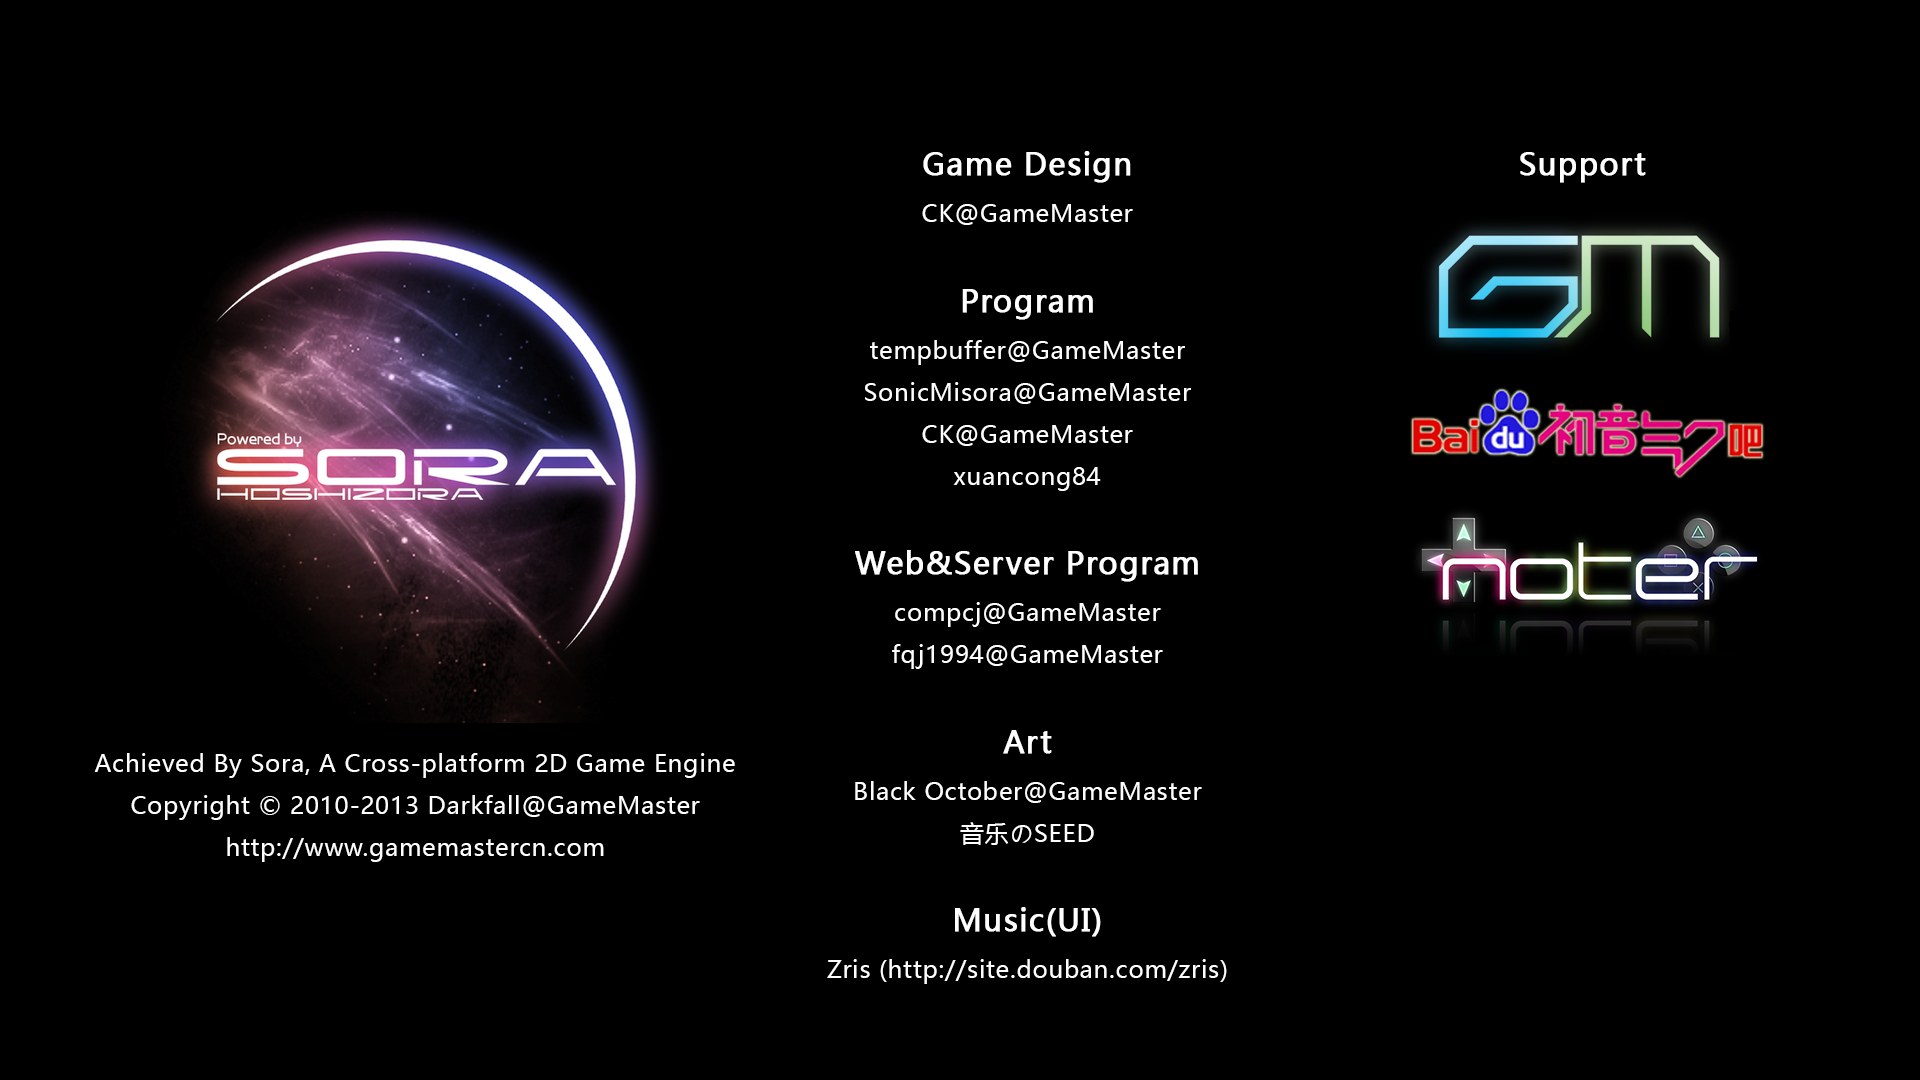 Powered by
SORA
HOSHIZORA
Achieved By Sora, A Cross-platform 2D Game Engine
Copyright © 2010-2013 Darkfall@GameMaster
http://www.gamemastercn.com
Game Design
CK@GameMaster
Program
tempbuffer@GameMaster
SonicMisora@GameMaster
CK@GameMaster
xuancong84
Web&Server Program
compcj@GameMaster
fqj1994@GameMaster
Art
Black October@GameMaster
音乐のSEED
Music(UI)
Zris (http://site.douban.com/zris)
Support
GM
Bai du 初音ミク吧
noter